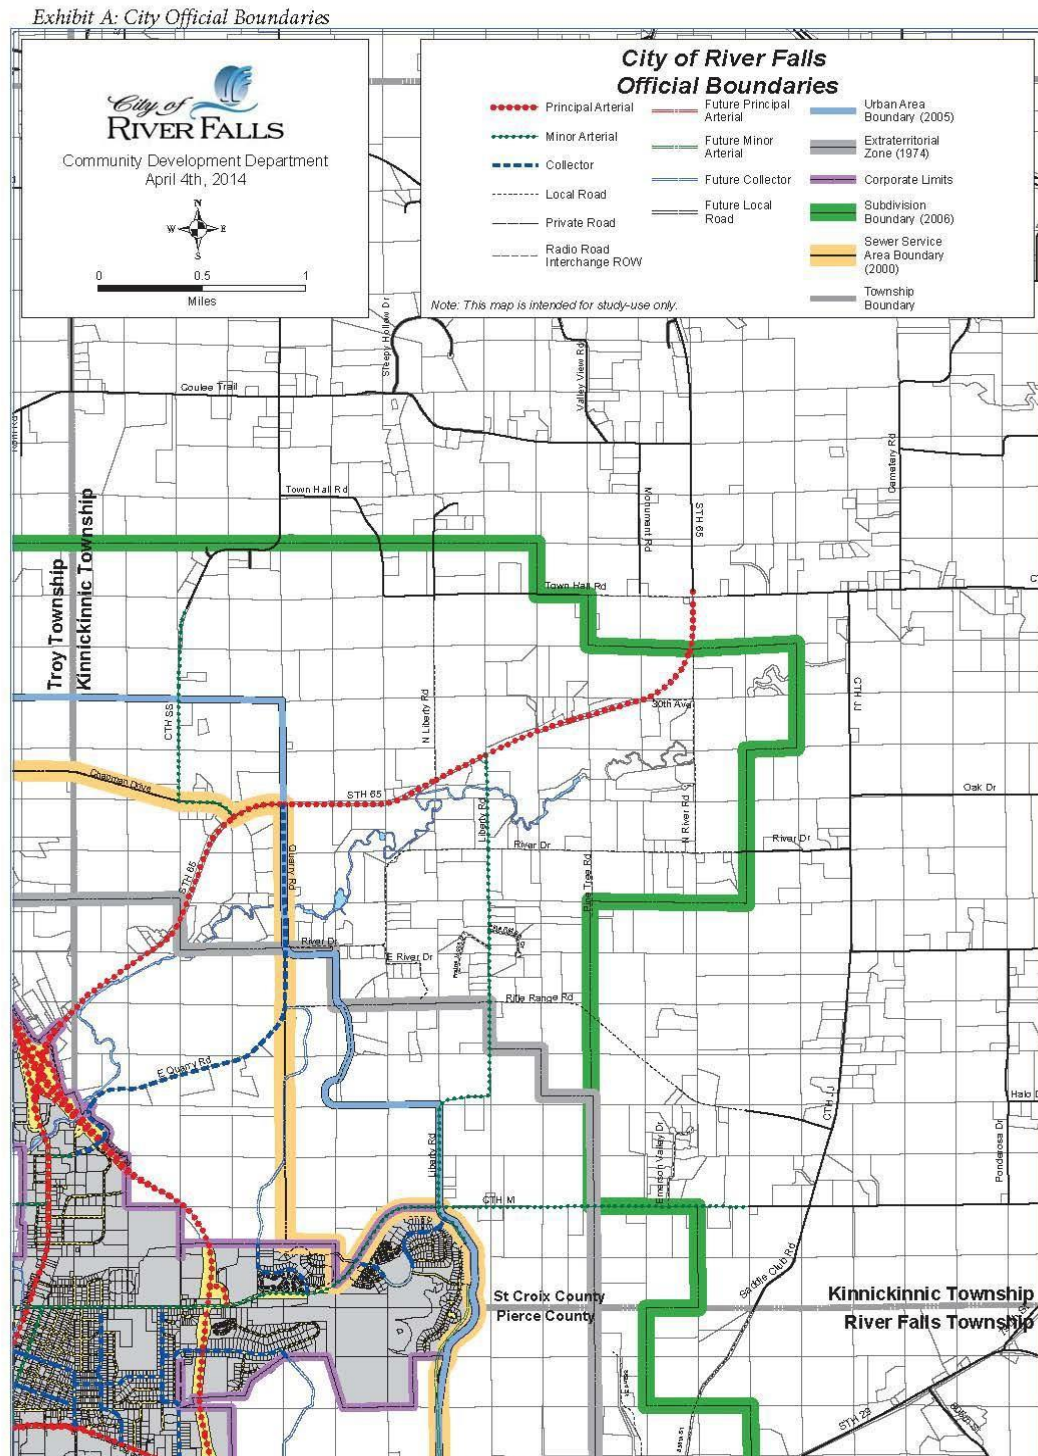 Exhibit A: City Official Boundaries
City of
RIVER FALLS
Community Development Department
April 4th, 2014
N
W E
S
0 0.5 1
Miles
City of River Falls
Official Boundaries
Principal Arterial
Minor Arterial
Collector
Local Road
Private Road
Radio Road
Interchange ROW
Future Principal
Arterial
Future Minor
Arterial
Future Collector
Future Local
Road
Urban Area
Boundary (2005)
Extraterritorial
Zone (1974)
Corporate Limits
Subdivision
Boundary (2006)
Sewer Service
Area Boundary
(2000)
Township
Boundary
Note: This map is intended for study-use only.
Steepy Hollow Dr
Valley View Rd
Coulee Trail
Cemetery Rd
Town Hall Rd
Monument Rd
STH 65
Troy Township
Kinnickinnic Township
Town Hall Rd
CTH SS
N Liberty Rd
30th Ave
CTH JJ
Chapman Drive
STH 65
Liberty Rd
N River Rd
Oak Dr
River Dr
River Dr
Quarry Rd
STH 65
Pine Tree Rd
River Dr
E River Dr
Rifle Range Rd
E Quarry Rd
CTH JJ
Halo
Liberty Rd
Emerson Valley Dr
Ponderosa Dr
CTH M
Saddle Club Rd
St Croix County
Pierce County
Kinnickinnic Township
River Falls Township
STH 29